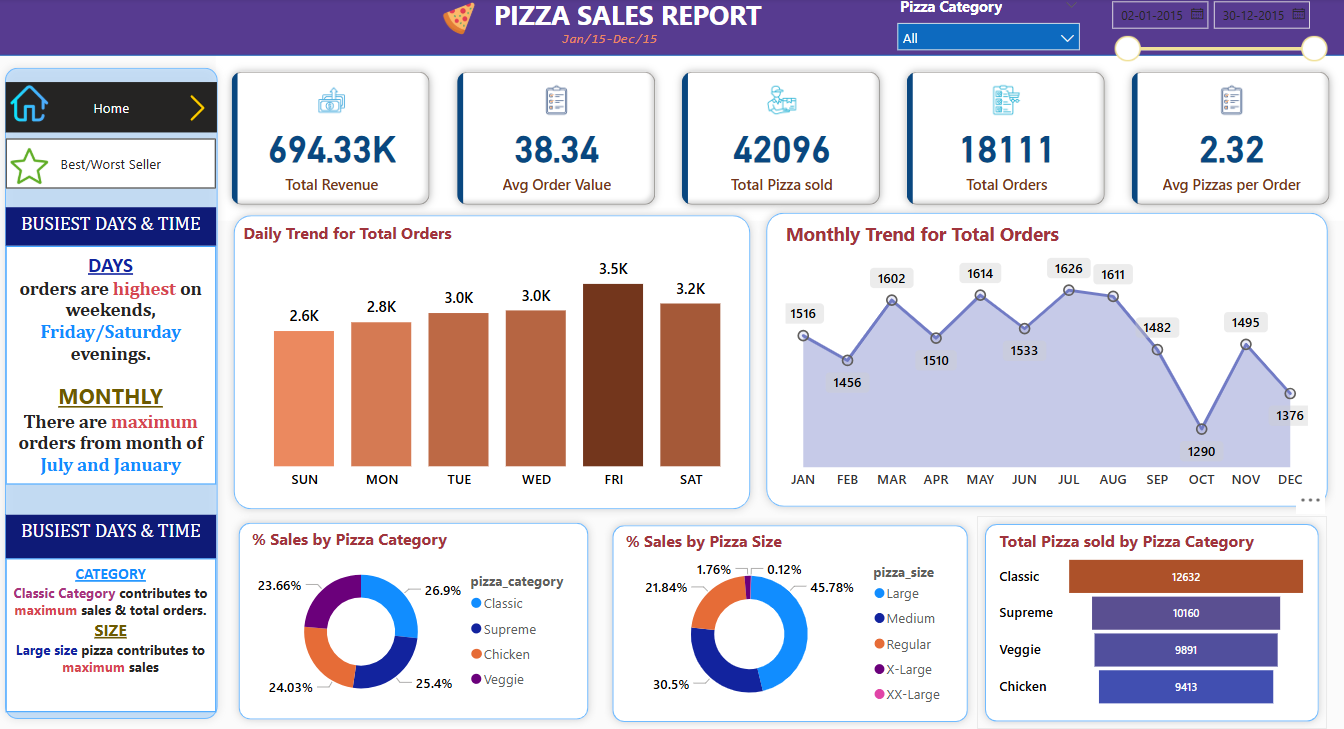 PIZZA SALES REPORT
Jan/15-Dec/15
Pizza Category
All
02-01-2015
30-12-2015
Home
Best/Worst Seller
BUSIEST DAYS & TIME
DAYS
orders are highest on
weekends,
Friday/Saturday
evenings.
MONTHLY
There are maximum
orders from month of
July and January
BUSIEST DAYS & TIME
CATEGORY
Classic Category contributes to
maximum sales & total orders.
SIZE
Large size pizza contributes to
maximum sales
694.33K
Total Revenue
38.34
Avg Order Value
42096
Total Pizza sold
18111
Total Orders
2.32
Avg Pizzas per Order
Daily Trend for Total Orders
2.6K
2.8K
3.0K
3.0K
3.5K
3.2K
SUN
MON
TUE
WED
FRI
SAT
Monthly Trend for Total Orders
1516
1456
1602
1510
1614
1533
1626
1611
1482
1290
1495
1376
JAN
FEB
MAR
APR
MAY
JUN
JUL
AUG
SEP
OCT
NOV
DEC
% Sales by Pizza Category
23.66%
26.9%
24.03%
25.4%
pizza_category
Classic
Supreme
Chicken
Veggie
% Sales by Pizza Size
1.76%
0.12%
21.84%
45.78%
30.5%
pizza_size
Large
Medium
Regular
X-Large
XX-Large
Total Pizza sold by Pizza Category
Classic
12632
Supreme
10160
Veggie
9891
Chicken
9413